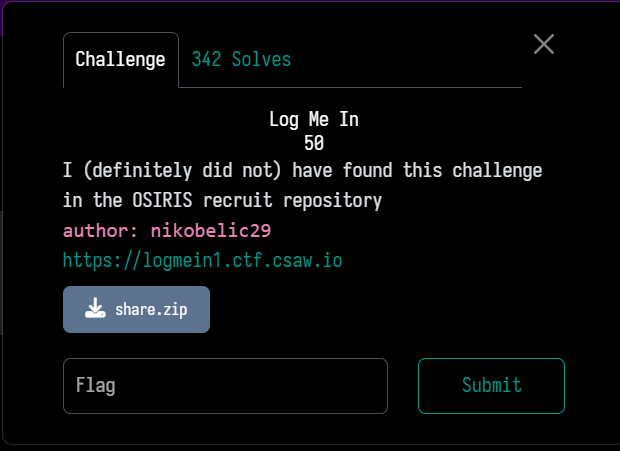 Challenge
342 Solves
Log Me In
50
I (definitely did not) have found this challenge
in the OSIRIS recruit repository
author: nikobelic29
https://logmein1.ctf.csaw.io
share.zip
Flag
Submit